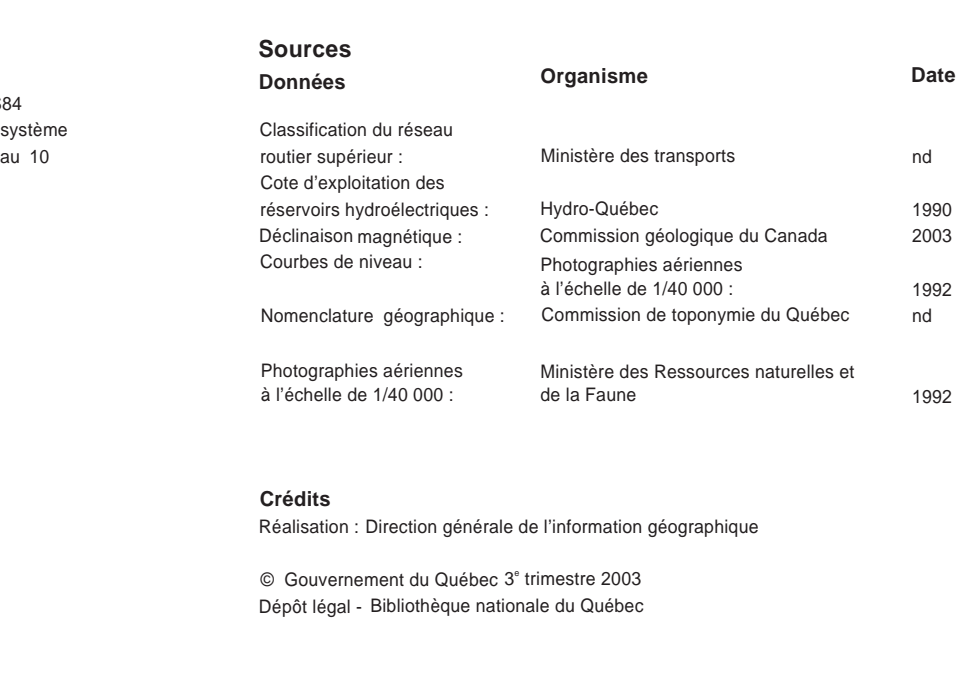 684
système
au 10
Sources
Données Organisme Date
Classification du réseau
routier supérieur : Ministère des transports nd
Cote d'exploitation des
réservoirs hydroélectriques : Hydro-Québec 1990
Déclinaison magnétique : Commission géologique du Canada 2003
Courbes de niveau : Photographies aériennes
à l'échelle de 1/40 000 : 1992
Nomenclature géographique : Commission de toponymie du Québec nd
Photographies aériennes Ministère des Ressources naturelles et
à l'échelle de 1/40 000 : de la Faune 1992
Crédits
Réalisation : Direction générale de l'information géographique
© Gouvernement du Québec 3e trimestre 2003
Dépôt légal - Bibliothèque nationale du Québec